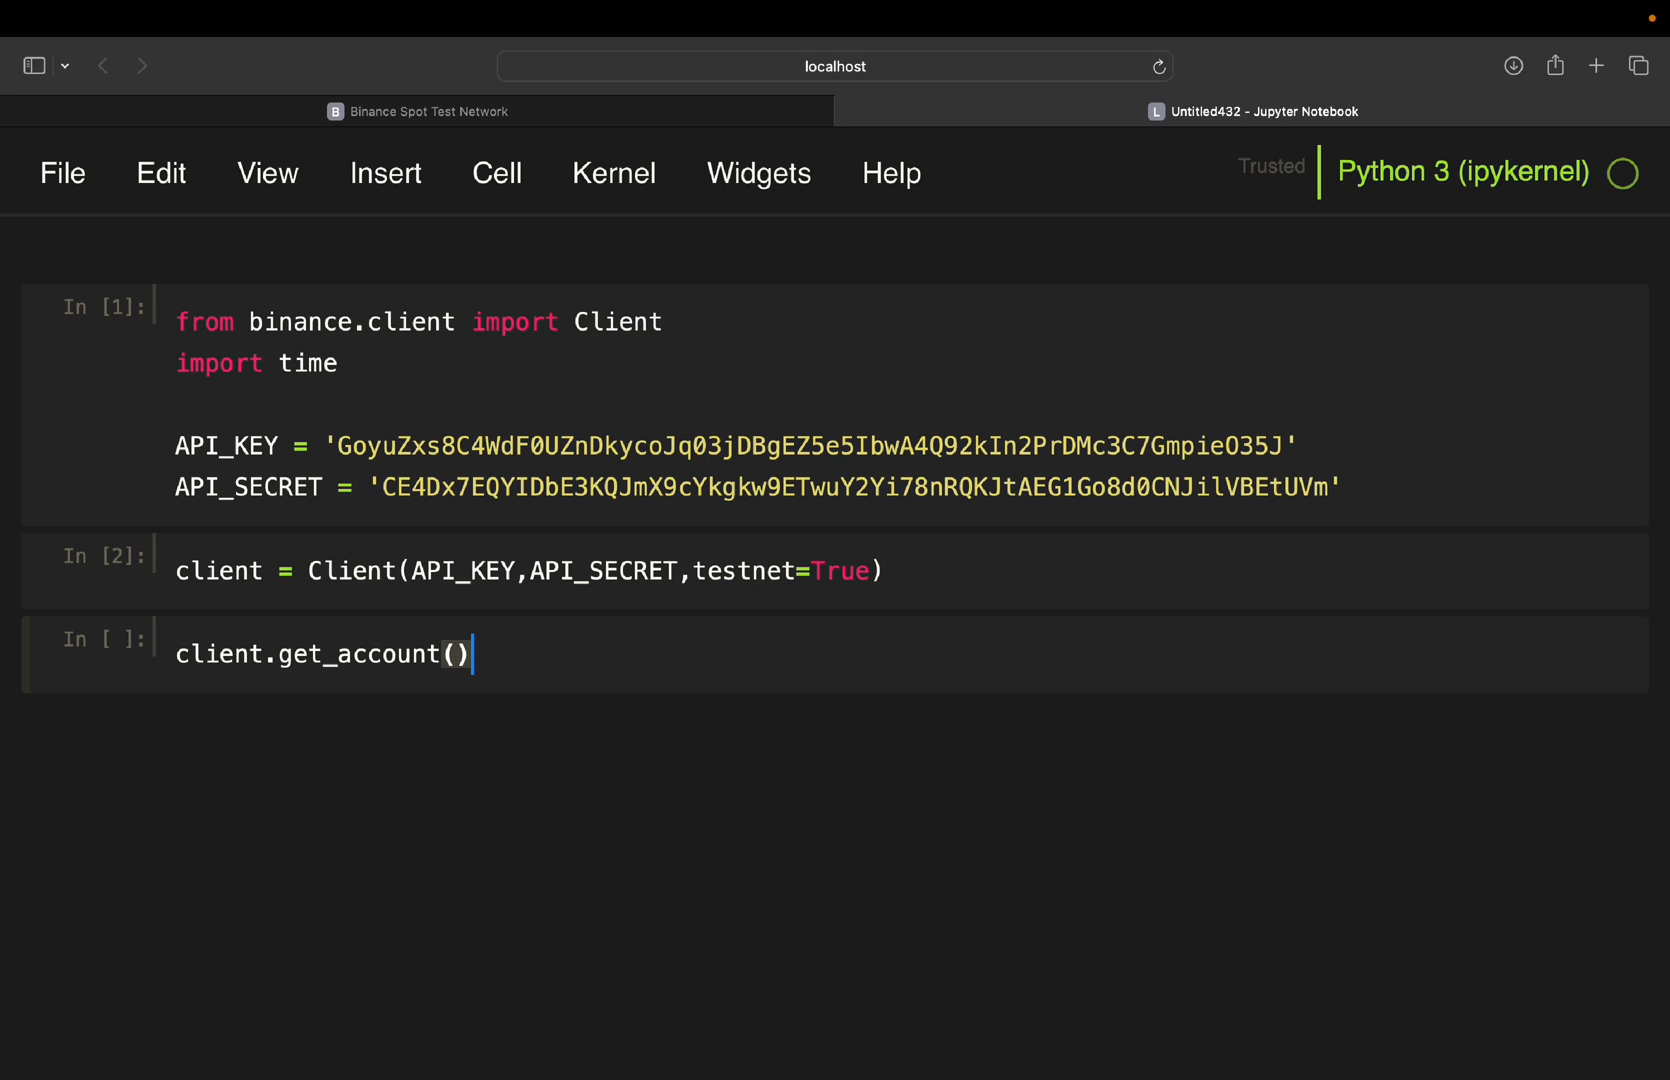 localhost
B Binance Spot Test Network
L Untitled432 - Jupyter Notebook
File Edit View Insert Cell Kernel Widgets Help
Trusted
Python 3 (ipykernel)
In [1]:
from binance.client import Client
import time
API_KEY = 'GoyuZxs8C4WdF0UZnDkycoJq03jDBgEZ5e5IbwA4Q92kIn2PrDMc3C7GmpieO35J'
API_SECRET = 'CE4Dx7EQYIDbE3KQJmX9cYkgkw9ETwuY2Yi78nRQKJtAEG1Go8d0CNJilVBEtUVm'
In [2]:
client = Client(API_KEY,API_SECRET,testnet=True)
In [ ]:
client.get_account()